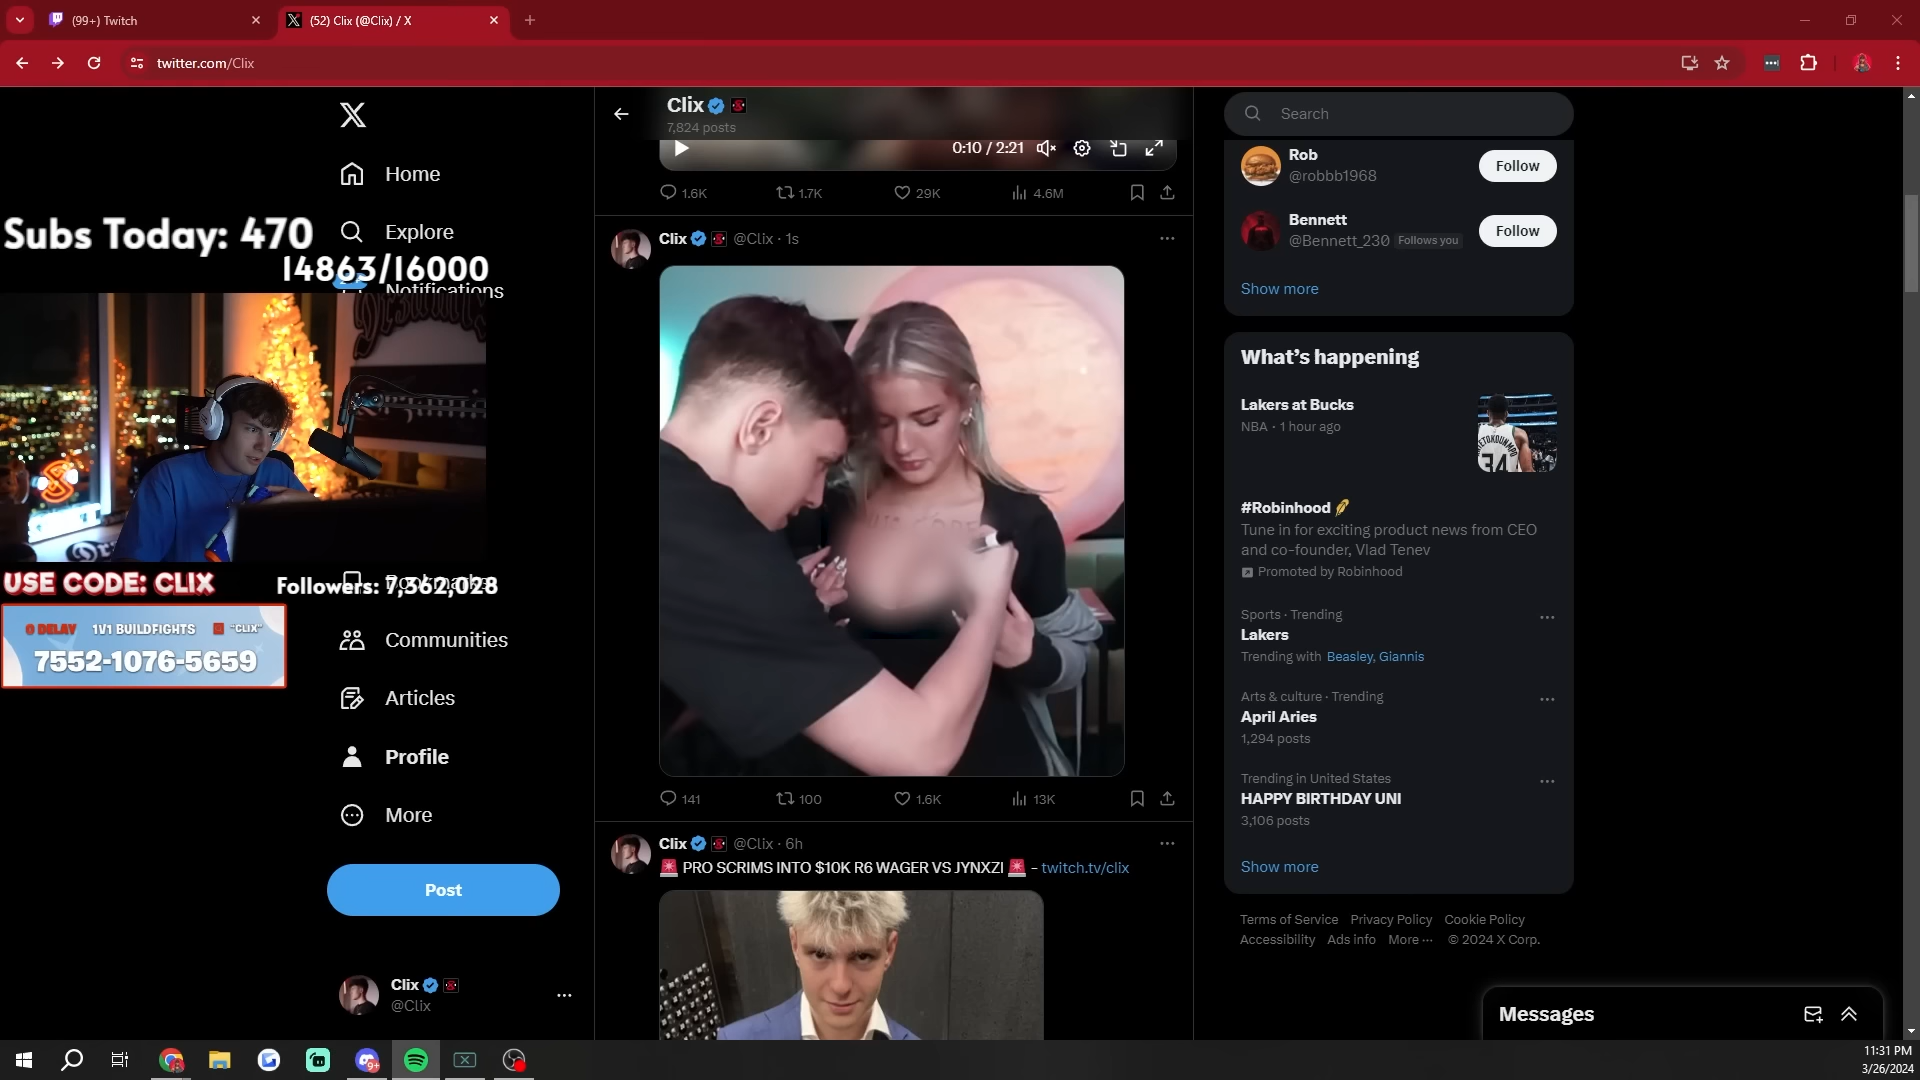 (99+) Twitch
(52) Clix (@Clix) / X
twitter.com/Clix
Subs Today: 470
14863/16000
USE CODE: CLIX
Followers: 7,362,028
0 DELAY 1V1 BUILDFIGHTS "CLIX"
7552-1076-5659
Home
Explore
Notifications
Communities
Articles
Profile
More
Post
Clix
@Clix
Clix
7,824 posts
0:10 / 2:21
1.6K 1.7K 29K 4.6M
Clix @Clix · 1s
141 100 1.6K 13K
Clix @Clix · 6h
🚨 PRO SCRIMS INTO $10K R6 WAGER VS JYNXZI 🚨 - twitch.tv/clix
Search
Rob
@robbb1968
Follow
Bennett
@Bennett_230 Follows you
Follow
Show more
What’s happening
Lakers at Bucks
NBA · 1 hour ago
34
#Robinhood
Tune in for exciting product news from CEO
and co-founder, Vlad Tenev
Promoted by Robinhood
Sports · Trending
Lakers
Trending with Beasley, Giannis
Arts & culture · Trending
April Aries
1,294 posts
Trending in United States
HAPPY BIRTHDAY UNI
3,106 posts
Show more
Terms of Service Privacy Policy Cookie Policy
Accessibility Ads info More ··· © 2024 X Corp.
Messages
9+
11:31 PM
3/26/2024